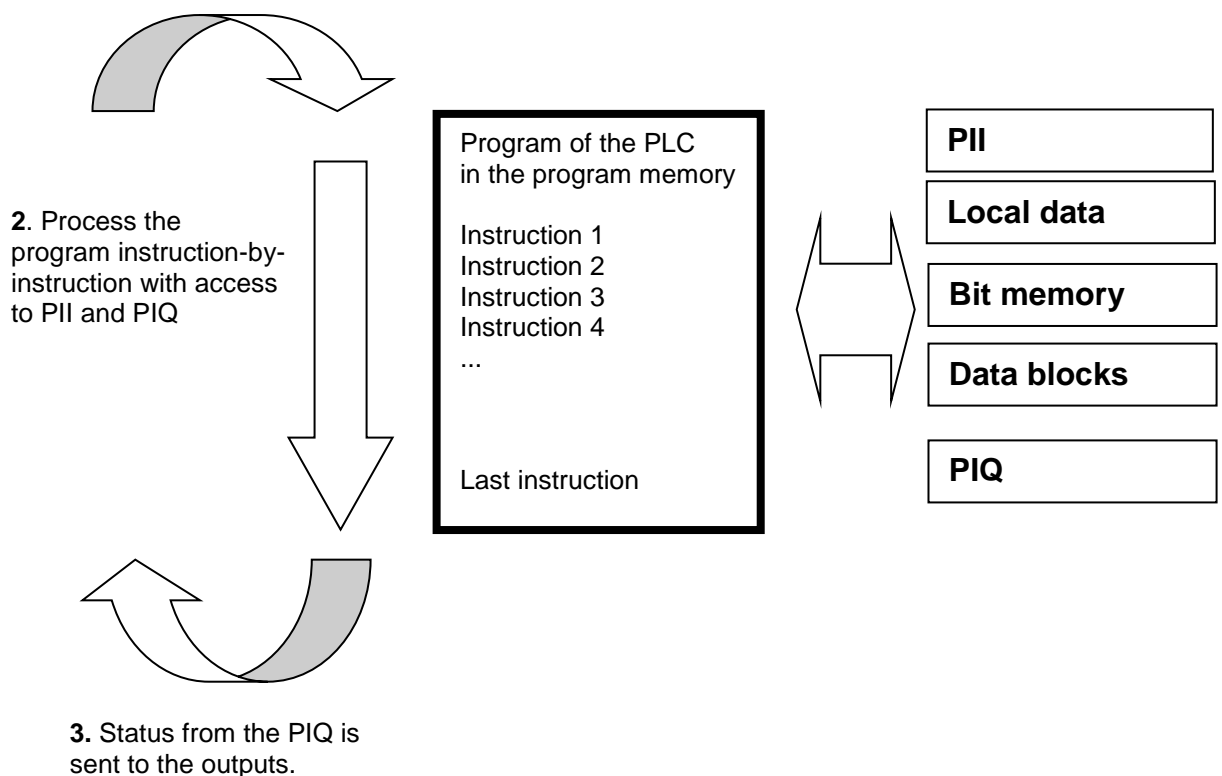 2. Process the
program instruction-by-
instruction with access
to PII and PIQ
Program of the PLC
in the program memory
Instruction 1
Instruction 2
Instruction 3
Instruction 4
...
Last instruction
PII
Local data
Bit memory
Data blocks
PIQ
3. Status from the PIQ is
sent to the outputs.